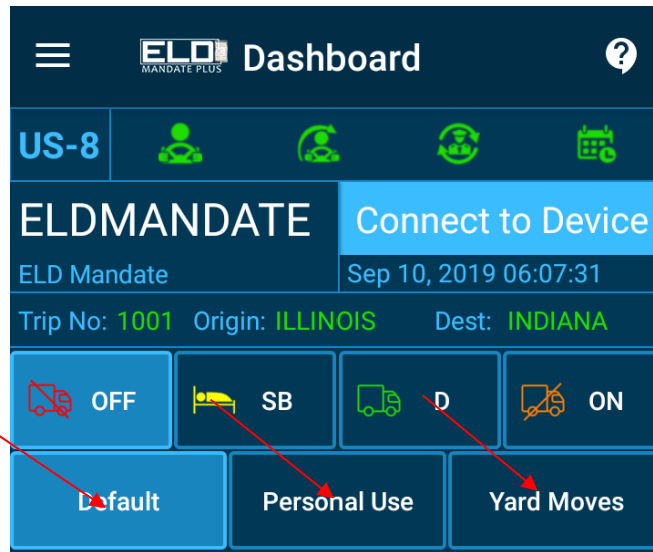 ELD MANDATE PLUS Dashboard ?
US-8
ELDMANDATE Connect to Device
ELD Mandate Sep 10, 2019 06:07:31
Trip No: 1001 Origin: ILLINOIS Dest: INDIANA
OFF SB D ON
Default Personal Use Yard Moves